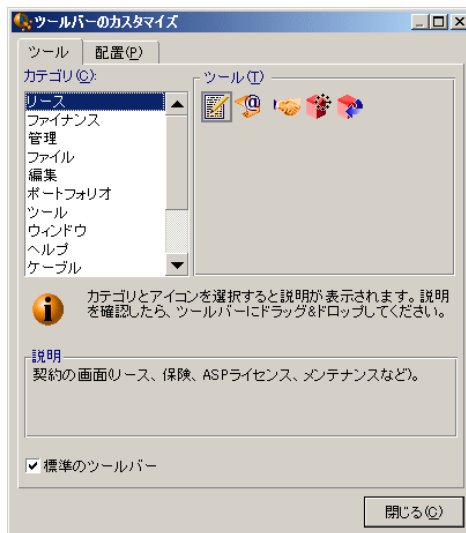 ツールバーのカスタマイズ
ツール 配置(P)
カテゴリ(C):
ツール(T)
リース
ファイナンス
管理
ファイル
編集
ポートフォリオ
ツール
ウィンドウ
ヘルプ
ケーブル
カテゴリとアイコンを選択すると説明が表示されます。説明
を確認したら、ツールバーにドラッグ&ドロップしてください。
説明
契約の画面(リース、保険、ASPライセンス、メンテナンスなど)。
標準のツールバー
閉じる(C)